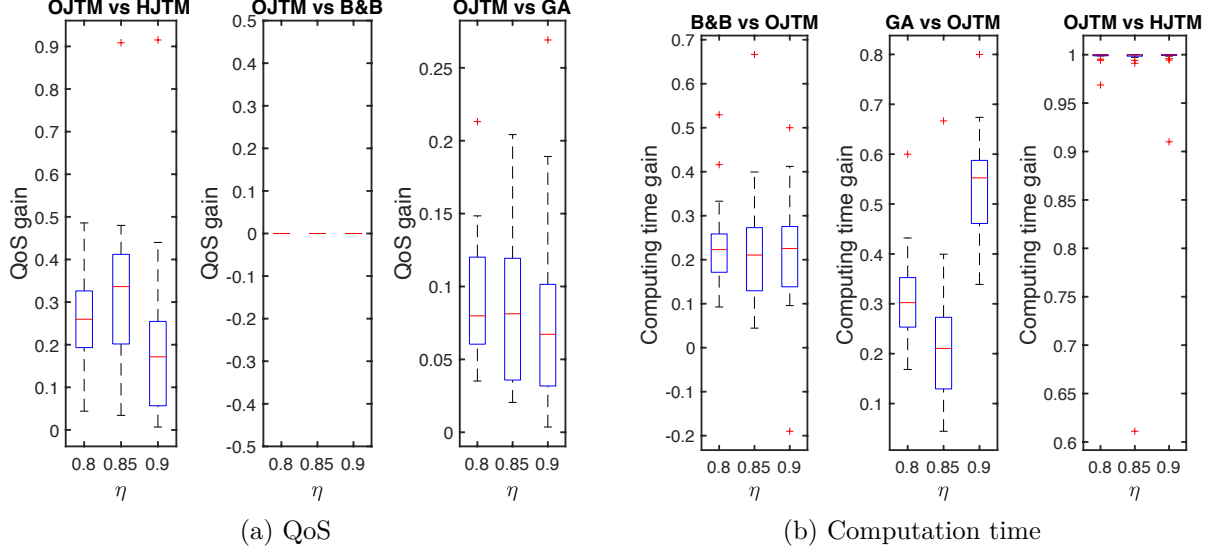 OJTM vs HJTM
QoS gain
0.9
0.8
0.7
0.6
0.5
0.4
0.3
0.2
0.1
0
0.8 0.85 0.9
η
OJTM vs B&B
QoS gain
0.5
0.4
0.3
0.2
0.1
0
-0.1
-0.2
-0.3
-0.4
-0.5
0.8 0.85 0.9
η
OJTM vs GA
QoS gain
0.25
0.2
0.15
0.1
0.05
0
0.8 0.85 0.9
η
(a) QoS
B&B vs OJTM
Computing time gain
0.7
0.6
0.5
0.4
0.3
0.2
0.1
0
-0.1
-0.2
0.8 0.85 0.9
η
GA vs OJTM
Computing time gain
0.8
0.7
0.6
0.5
0.4
0.3
0.2
0.1
0.8 0.85 0.9
η
OJTM vs HJTM
Computing time gain
1
0.95
0.9
0.85
0.8
0.75
0.7
0.65
0.6
0.8 0.85 0.9
η
(b) Computation time